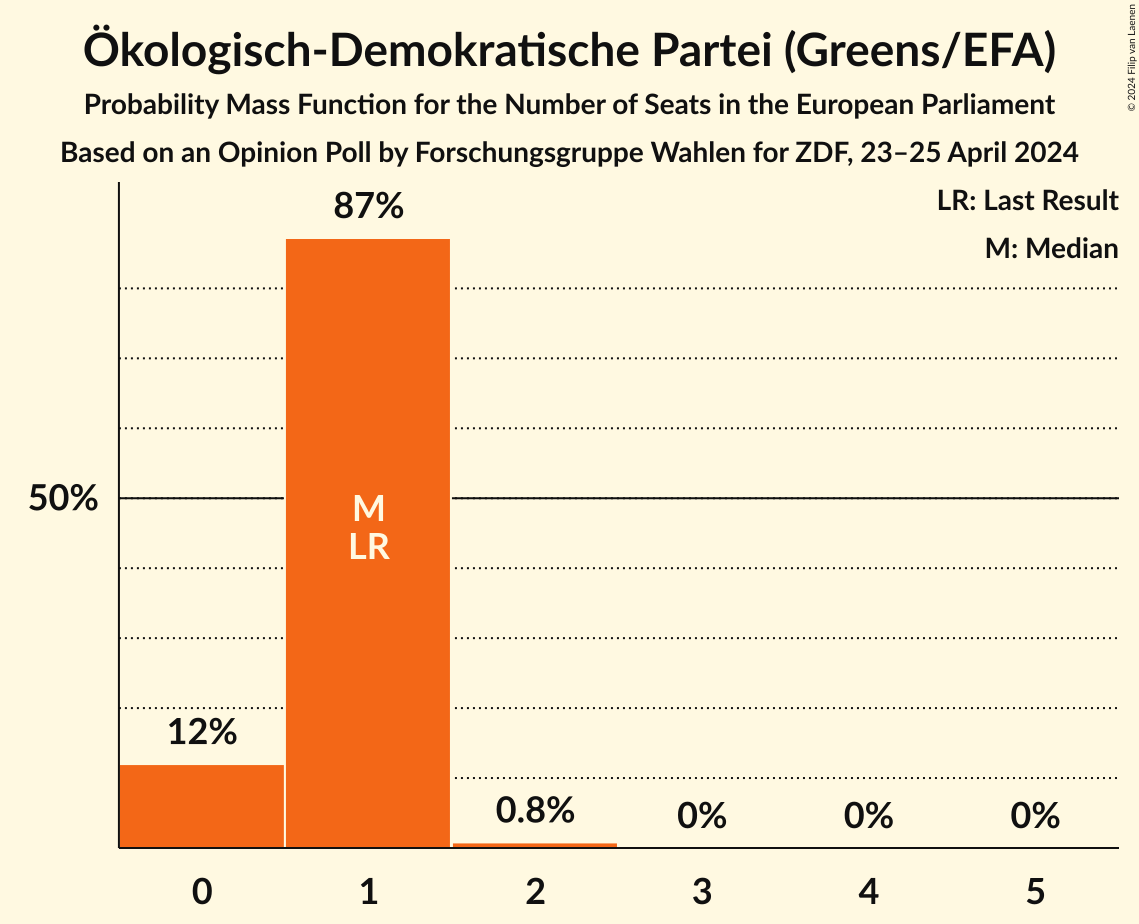 Ökologisch-Demokratische Partei (Greens/EFA)
Probability Mass Function for the Number of Seats in the European Parliament
Based on an Opinion Poll by Forschungsgruppe Wahlen for ZDF, 23–25 April 2024
© 2024 Filip van Laenen
LR: Last Result
M: Median
87%
50%
M
LR
12%
0.8%
0%
0%
0%
0 1 2 3 4 5